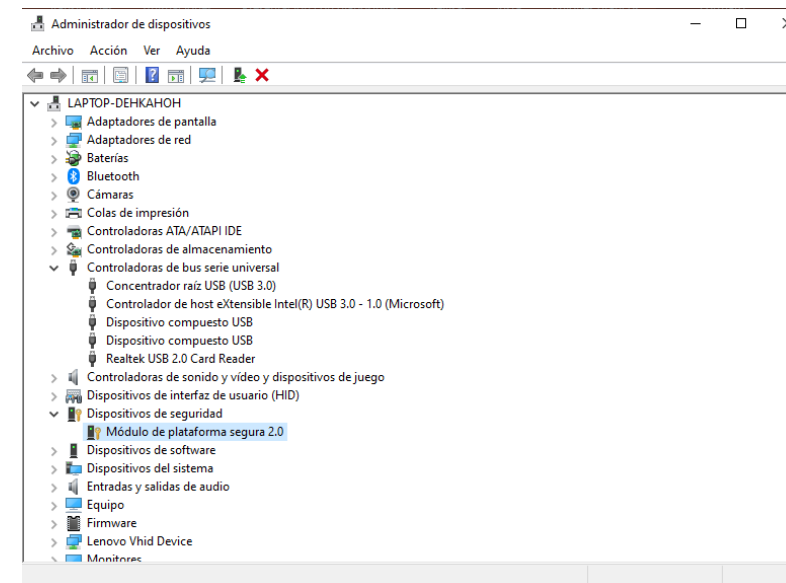 Administrador de dispositivos
Archivo Acción Ver Ayuda
LAPTOP-DEHKAHOH
Adaptadores de pantalla
Adaptadores de red
Baterías
Bluetooth
Cámaras
Colas de impresión
Controladoras ATA/ATAPI IDE
Controladoras de almacenamiento
Controladoras de bus serie universal
Concentrador raíz USB (USB 3.0)
Controlador de host eXtensible Intel(R) USB 3.0 - 1.0 (Microsoft)
Dispositivo compuesto USB
Dispositivo compuesto USB
Realtek USB 2.0 Card Reader
Controladoras de sonido y vídeo y dispositivos de juego
Dispositivos de interfaz de usuario (HID)
Dispositivos de seguridad
Módulo de plataforma segura 2.0
Dispositivos de software
Dispositivos del sistema
Entradas y salidas de audio
Equipo
Firmware
Lenovo Vhid Device
Monitores